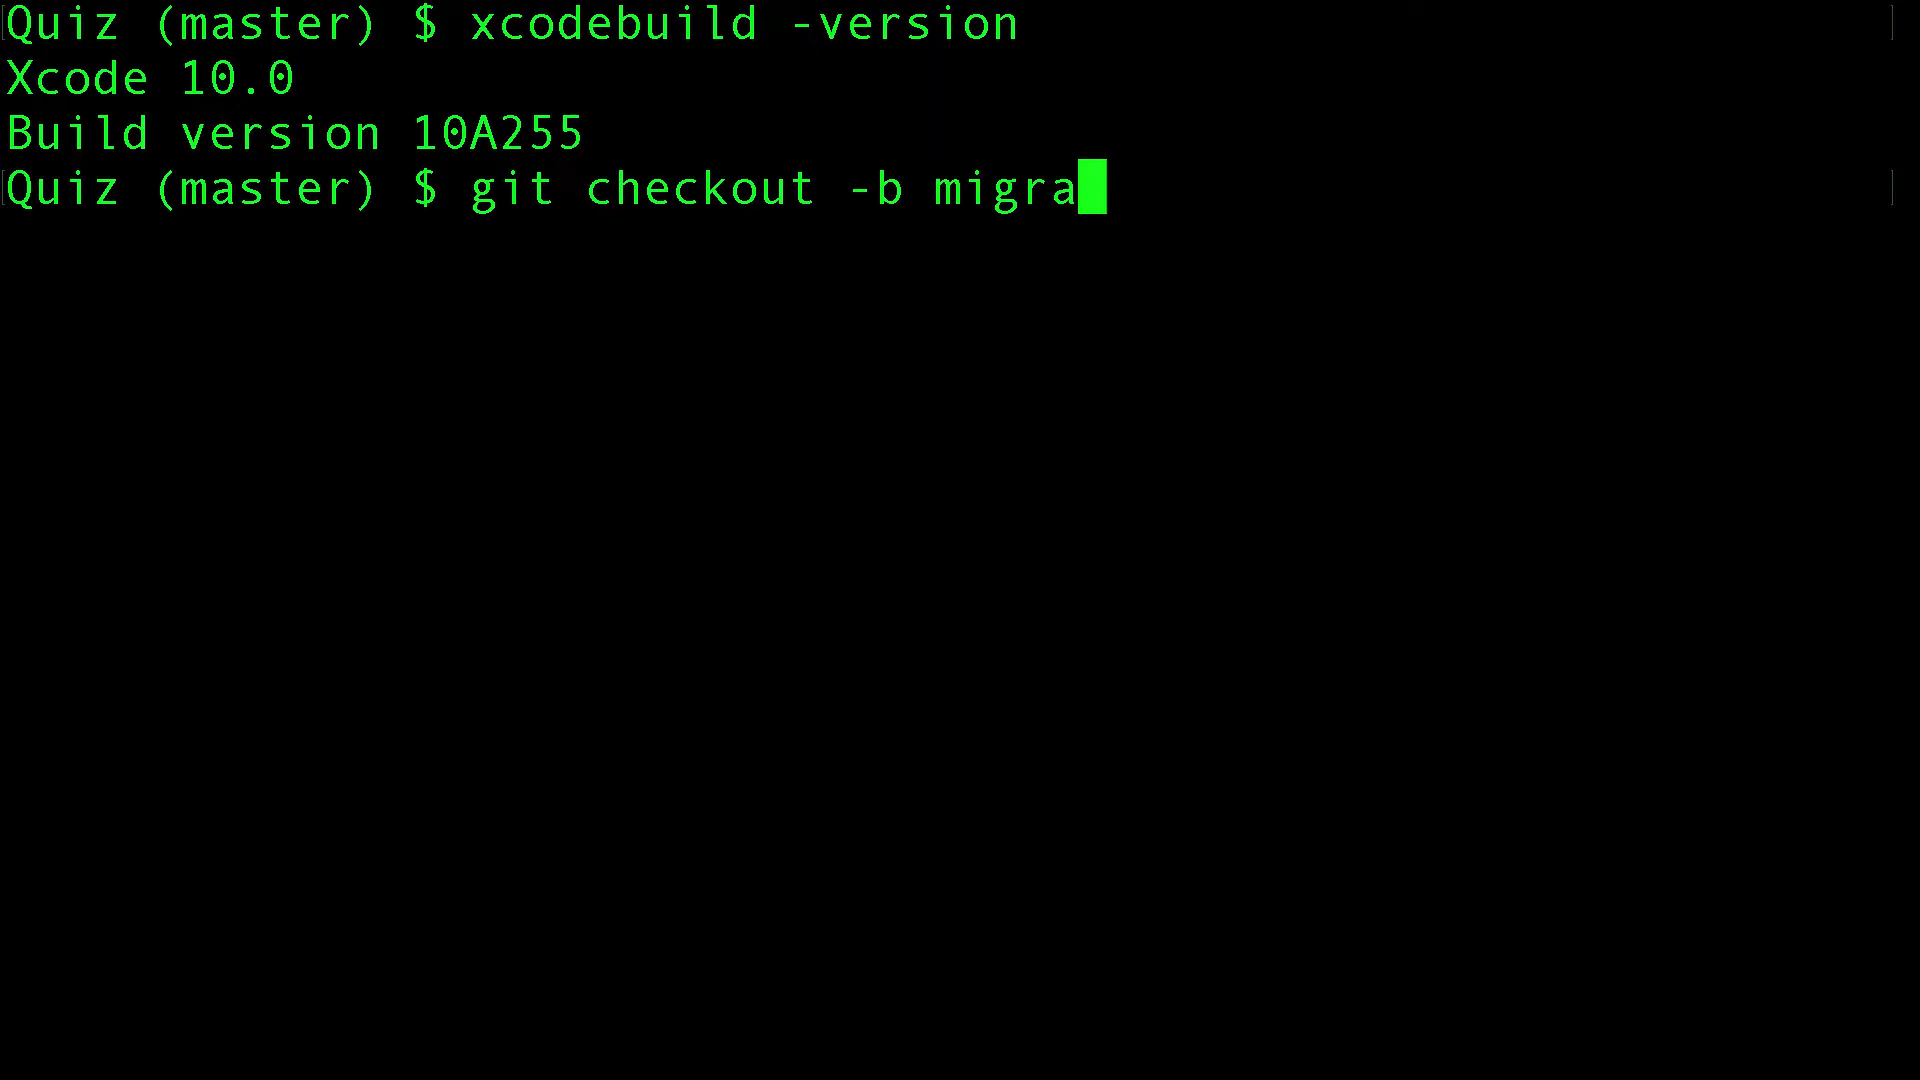 Quiz (master) $ xcodebuild -version
Xcode 10.0
Build version 10A255
Quiz (master) $ git checkout -b migra